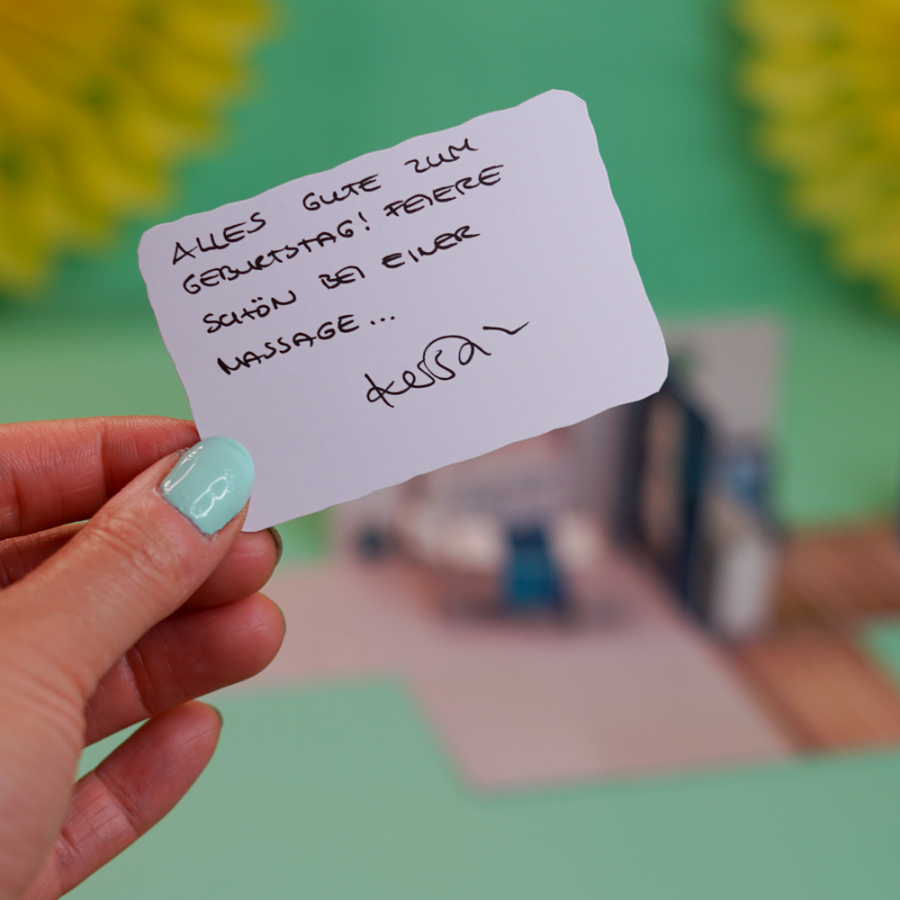 ALLES GUTE ZUM
GEBURTSTAG! FEIERE
SCHÖN BEI EINER
MASSAGE...